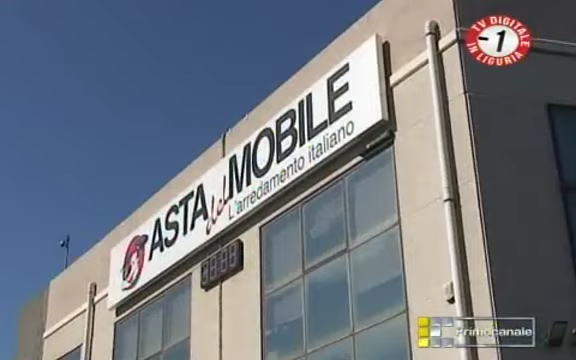 TV DIGITALE
-1
IN LIGURIA
ASTA del MOBILE
L'arredamento italiano
Primocanale